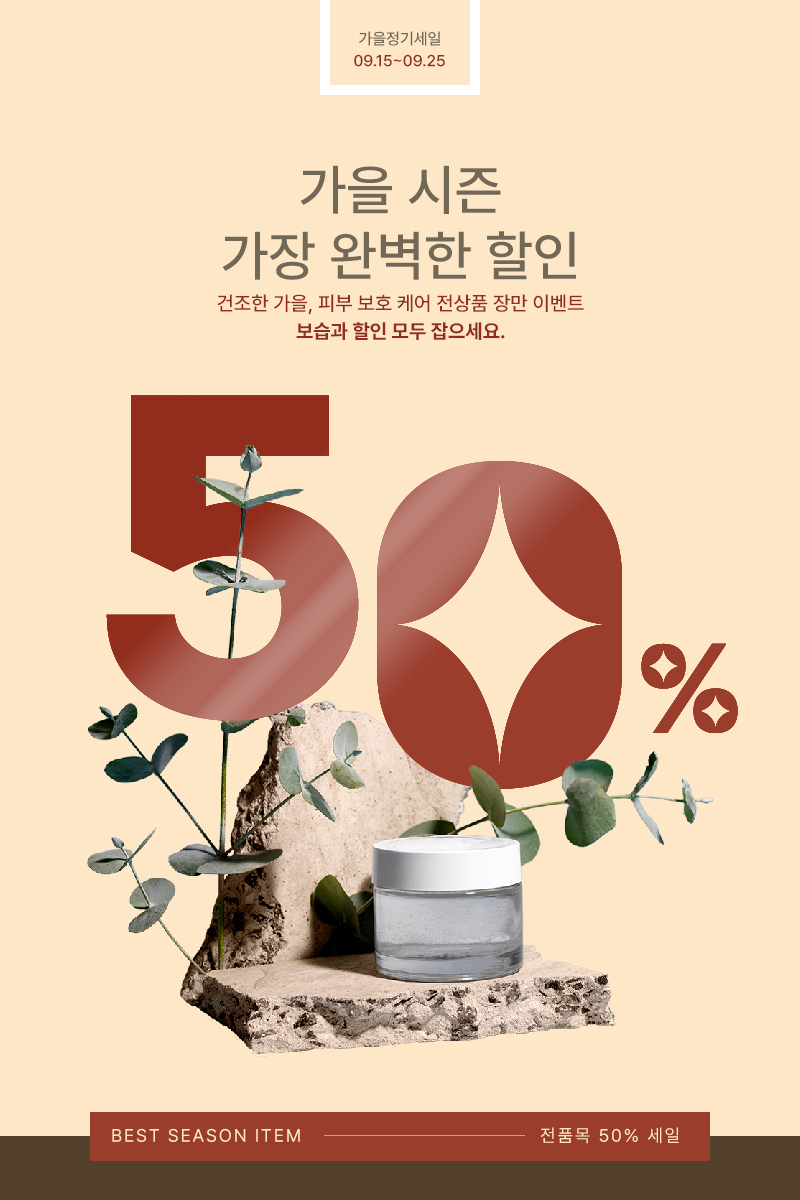 가을정기세일
09.15~09.25
가을 시즌
가장 완벽한 할인
건조한 가을, 피부 보호 케어 전상품 장만 이벤트
보습과 할인 모두 잡으세요.
50%
BEST SEASON ITEM
전품목 50% 세일